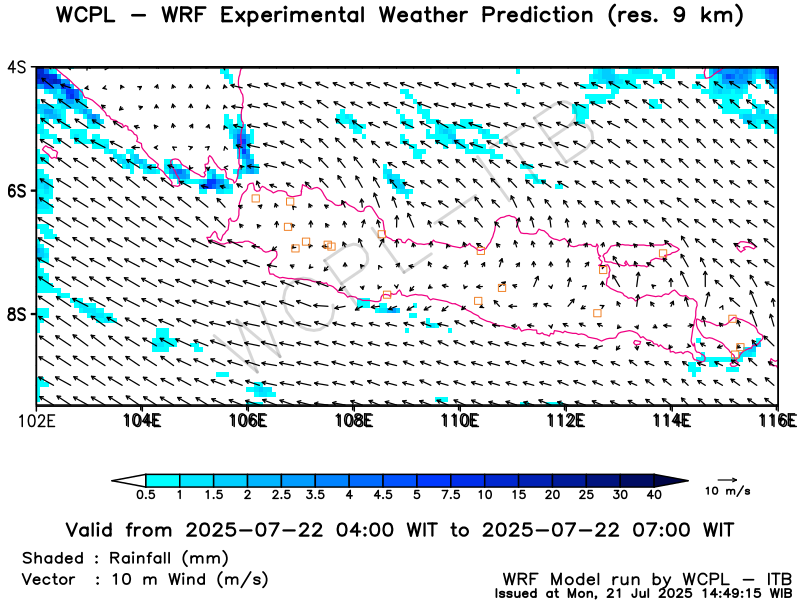 WCPL – WRF Experimental Weather Prediction (res. 9 km)
4S
6S
8S
102E 104E 106E 108E 110E 112E 114E 116E
WCPL-ITB
0.5 1 1.5 2 2.5 3.5 4 4.5 5 7.5 10 15 20 25 30 40
10 m/s
Valid from 2025-07-22 04:00 WIT to 2025-07-22 07:00 WIT
Shaded : Rainfall (mm)
Vector : 10 m Wind (m/s)
WRF Model run by WCPL – ITB
Issued at Mon, 21 Jul 2025 14:49:15 WIB